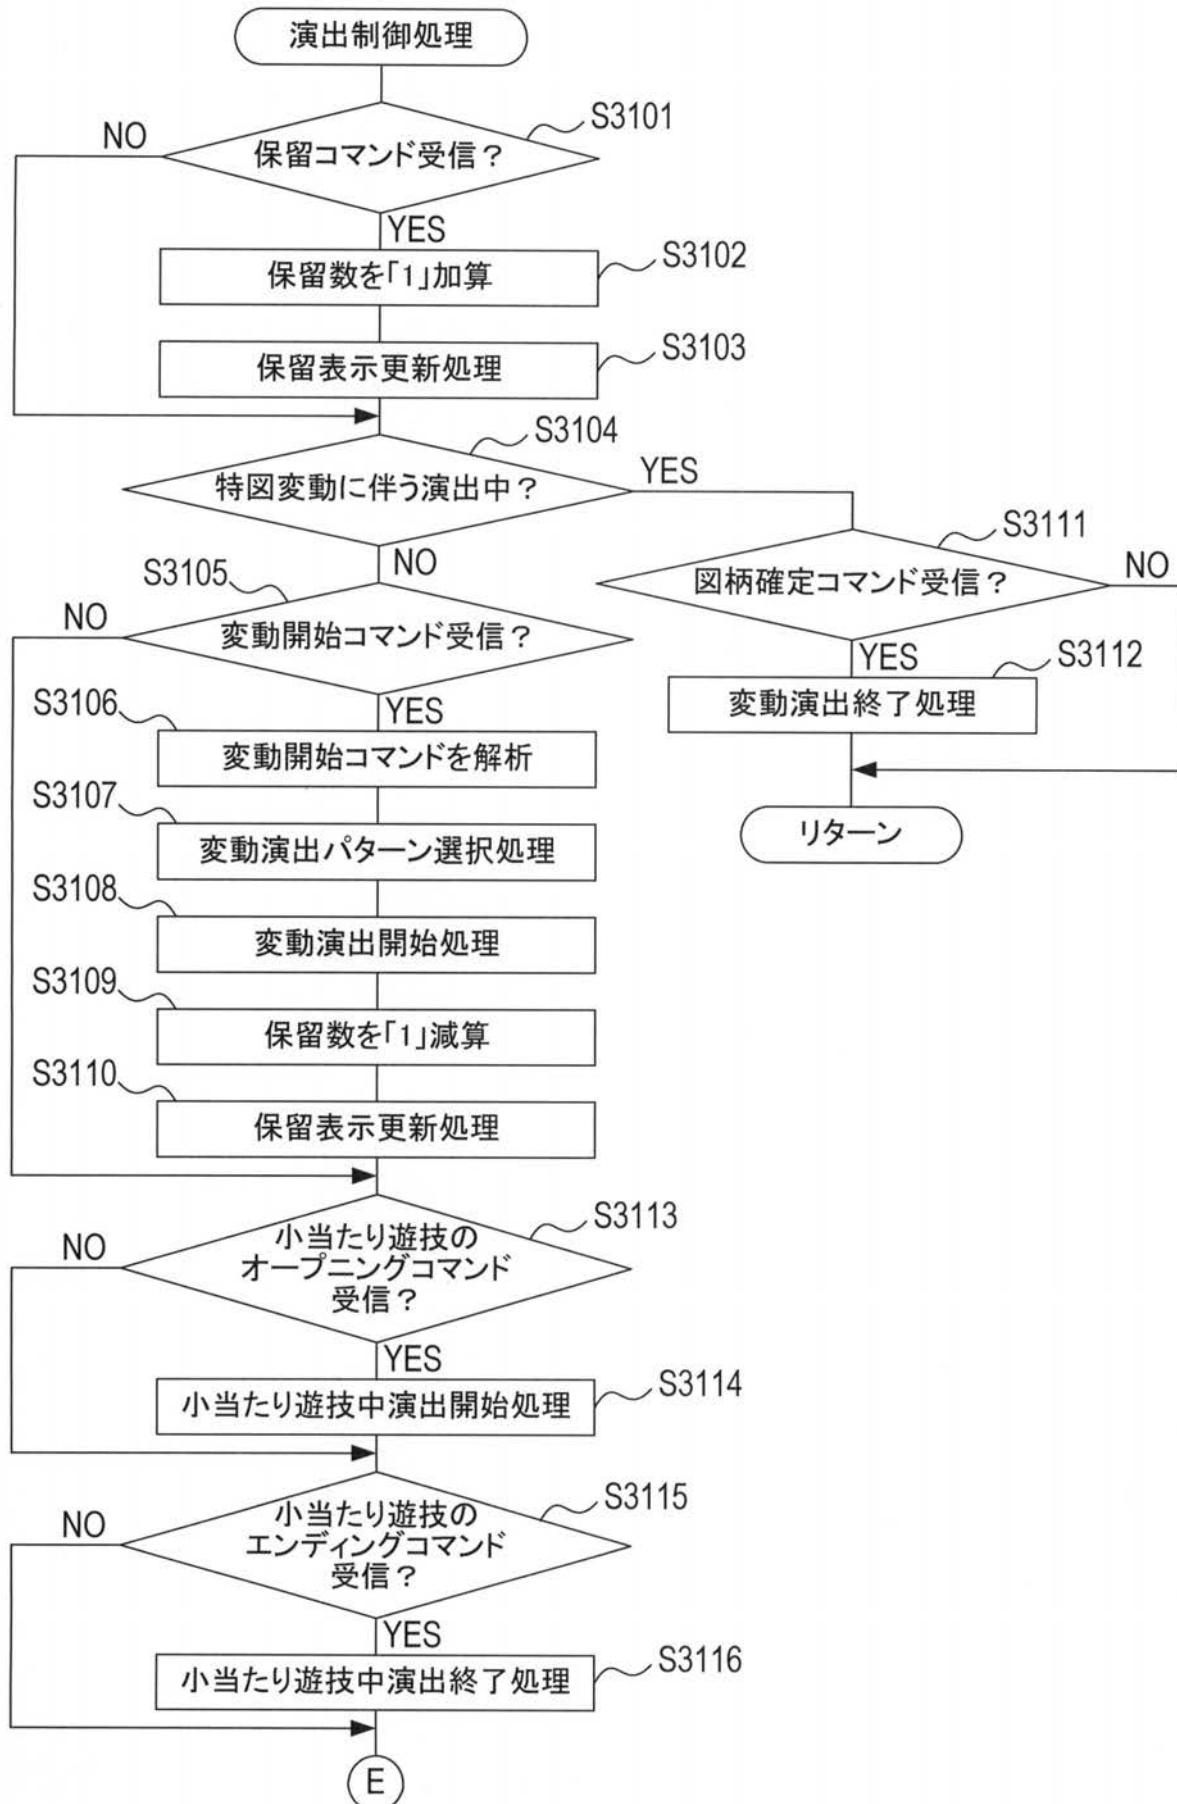 演出制御処理
S3101
NO
保留コマンド受信？
YES
S3102
保留数を「1」加算
S3103
保留表示更新処理
S3104
特図変動に伴う演出中？
YES
NO
S3111
図柄確定コマンド受信？
NO
YES
S3112
変動演出終了処理
リターン
S3105
NO
変動開始コマンド受信？
YES
S3106
変動開始コマンドを解析
S3107
変動演出パターン選択処理
S3108
変動演出開始処理
S3109
保留数を「1」減算
S3110
保留表示更新処理
S3113
NO
小当たり遊技の
オープニングコマンド
受信？
YES
S3114
小当たり遊技中演出開始処理
S3115
NO
小当たり遊技の
エンディングコマンド
受信？
YES
S3116
小当たり遊技中演出終了処理
E